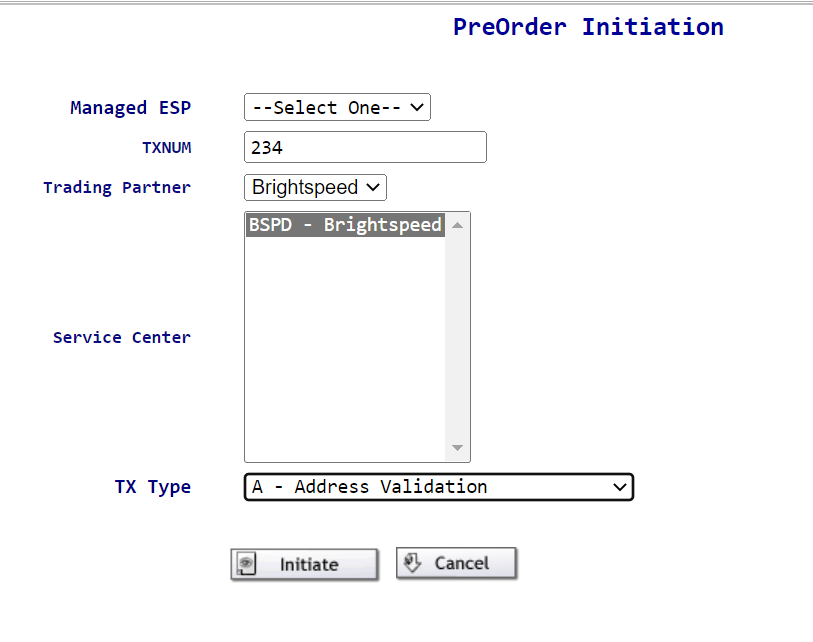 PreOrder Initiation
Managed ESP --Select One--
TXNUM 234
Trading Partner Brightspeed
BSPD - Brightspeed
Service Center
TX Type A - Address Validation
Initiate Cancel